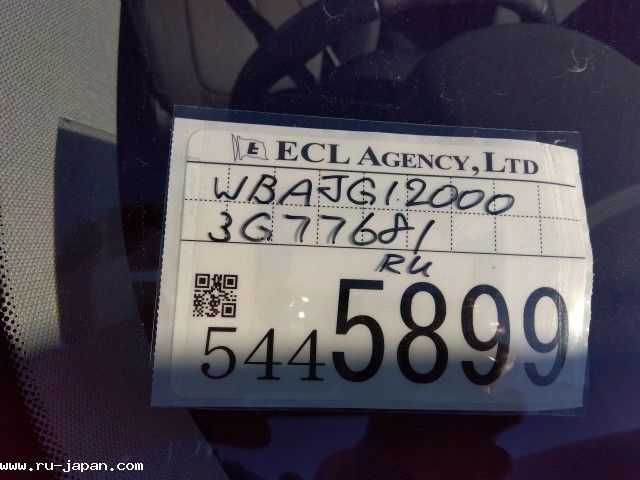 E ECL AGENCY, LTD
WBAJG12000
3G77681
RU
5445899
www.ru-japan.com